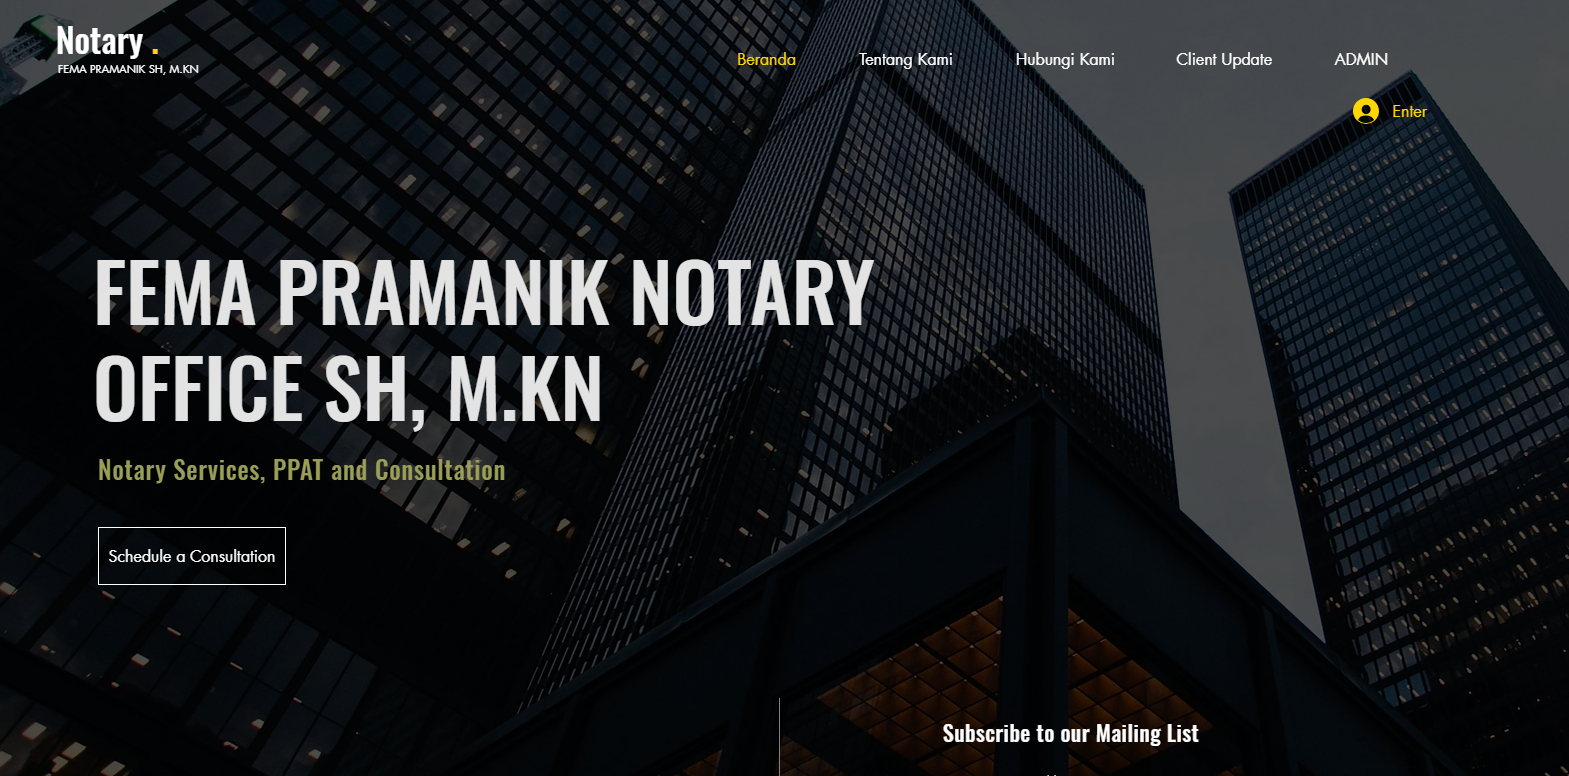 Notary .
FEMA PRAMANIK SH, M.KN
Beranda
Tentang Kami
Hubungi Kami
Client Update
ADMIN
Enter
FEMA PRAMANIK NOTARY
OFFICE SH, M.KN
Notary Services, PPAT and Consultation
Schedule a Consultation
Subscribe to our Mailing List